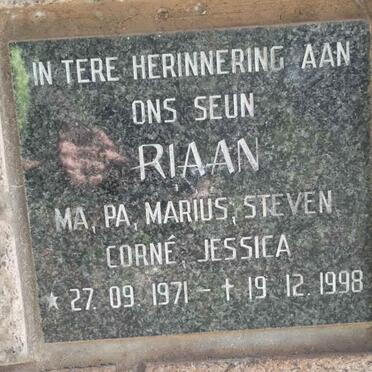 IN TERE HERINNERING AAN
ONS SEUN
RIAAN
MA, PA, MARIUS, STEVEN
CORNÉ, JESSICA
* 27. 09. 1971 - † 19. 12. 1998